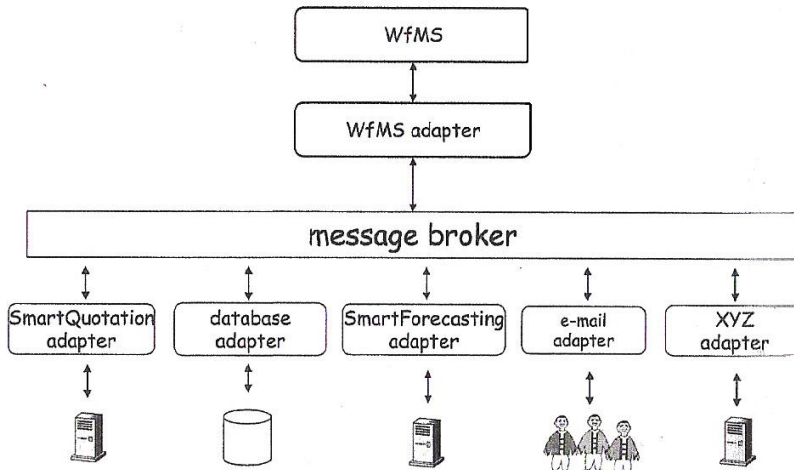 WfMS
WfMS adapter
message broker
SmartQuotation
adapter
database
adapter
SmartForecasting
adapter
e-mail
adapter
XYZ
adapter